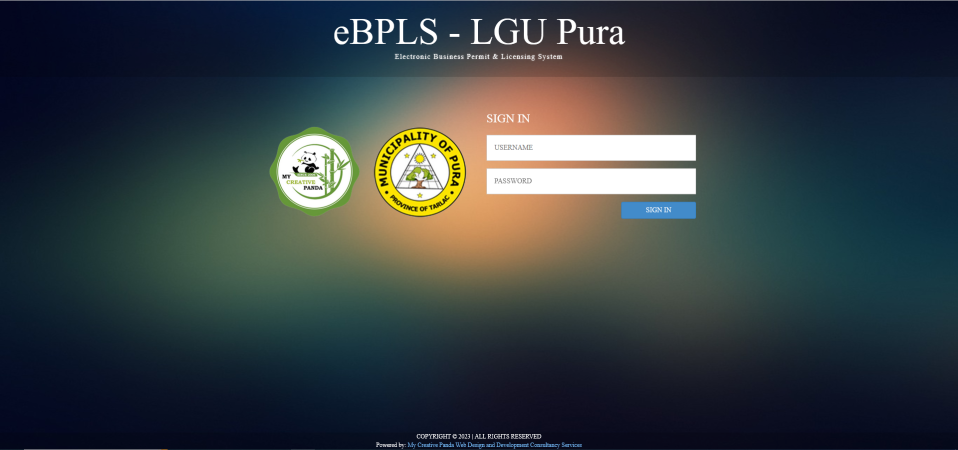 eBPLS - LGU Pura
Electronic Business Permit & Licensing System
SIGN IN
MY
CREATIVE
PANDA
MUNICIPALITY OF PURA
PROVINCE OF TARLAC
USERNAME
PASSWORD
SIGN IN
COPYRIGHT © 2023 | ALL RIGHTS RESERVED
Powered by: My Creative Panda Web Design and Development Consultancy Services